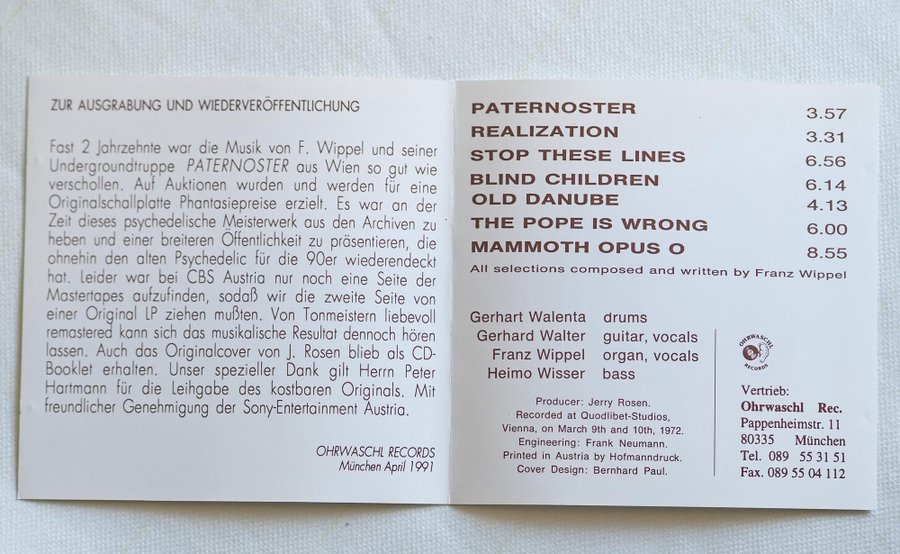 ZUR AUSGRABUNG UND WIEDERVERÖFFENTLICHUNG
Fast 2 Jahrzehnte war die Musik von F. Wippel und seiner
Undergroundtruppe PATERNOSTER aus Wien so gut wie
verschollen. Auf Auktionen wurden und werden für eine
Originalschallplatte Phantasiepreise erzielt. Es war an der
Zeit dieses psychedelische Meisterwerk aus den Archiven zu
heben und einer breiteren Öffentlichkeit zu präsentieren, die
ohnehin den alten Psychedelic für die 90er wiederendeckt
hat. Leider war bei CBS Austria nur noch eine Seite der
Mastertapes aufzufinden, sodaß wir die zweite Seite von
einer Original LP ziehen mußten. Von Tonmeistern liebevoll
remastered kann sich das musikalische Resultat dennoch hören
lassen. Auch das Originalcover von J. Rosen blieb als CD-
Booklet erhalten. Unser spezieller Dank gilt Herrn Peter
Hartmann für die Leihgabe des kostbaren Originals. Mit
freundlicher Genehmigung der Sony-Entertainment Austria.
OHRWASCHL RECORDS
München April 1991
PATERNOSTER 3.57
REALIZATION 3.31
STOP THESE LINES 6.56
BLIND CHILDREN 6.14
OLD DANUBE 4.13
THE POPE IS WRONG 6.00
MAMMOTH OPUS O 8.55
All selections composed and written by Franz Wippel
Gerhart Walenta drums
Gerhard Walter guitar, vocals
Franz Wippel organ, vocals
Heimo Wisser bass
Producer: Jerry Rosen.
Recorded at Quodlibet-Studios,
Vienna, on March 9th and 10th, 1972.
Engineering: Frank Neumann.
Printed in Austria by Hofmanndruck.
Cover Design: Bernhard Paul.
OHRWASCHL
RECORDS
Vertrieb:
Ohrwaschl Rec.
Pappenheimstr. 11
80335 München
Tel. 089 55 31 51
Fax. 089 55 04 112